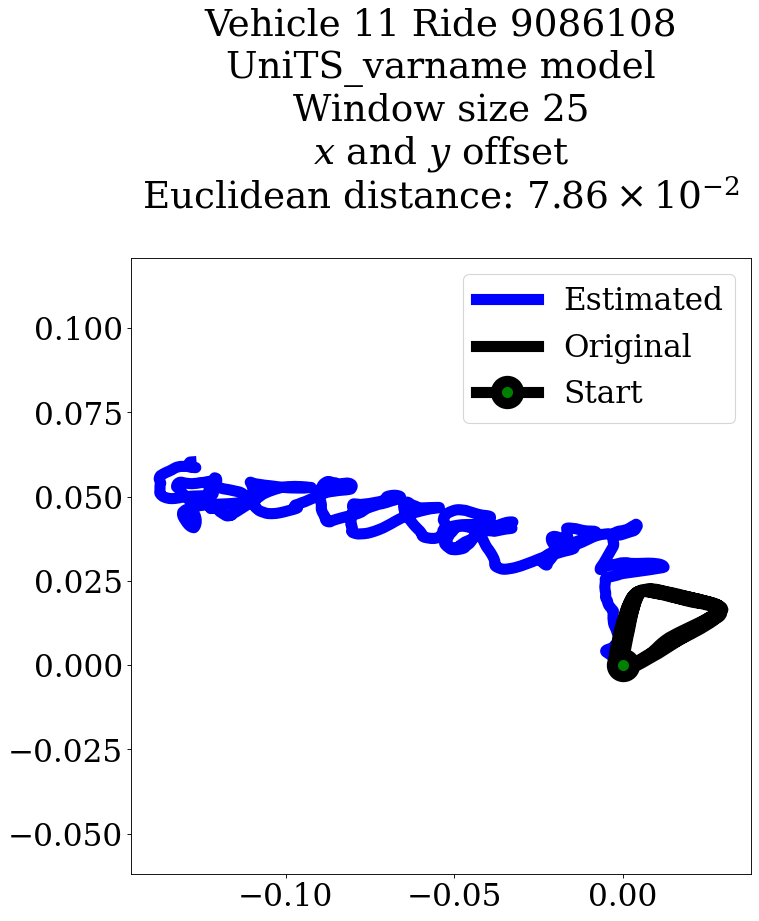 Vehicle 11 Ride 9086108
UniTS_varname model
Window size 25
x and y offset
Euclidean distance: 7.86 × 10⁻²
Estimated
Original
Start
0.100
0.075
0.050
0.025
0.000
−0.025
−0.050
−0.10 −0.05 0.00